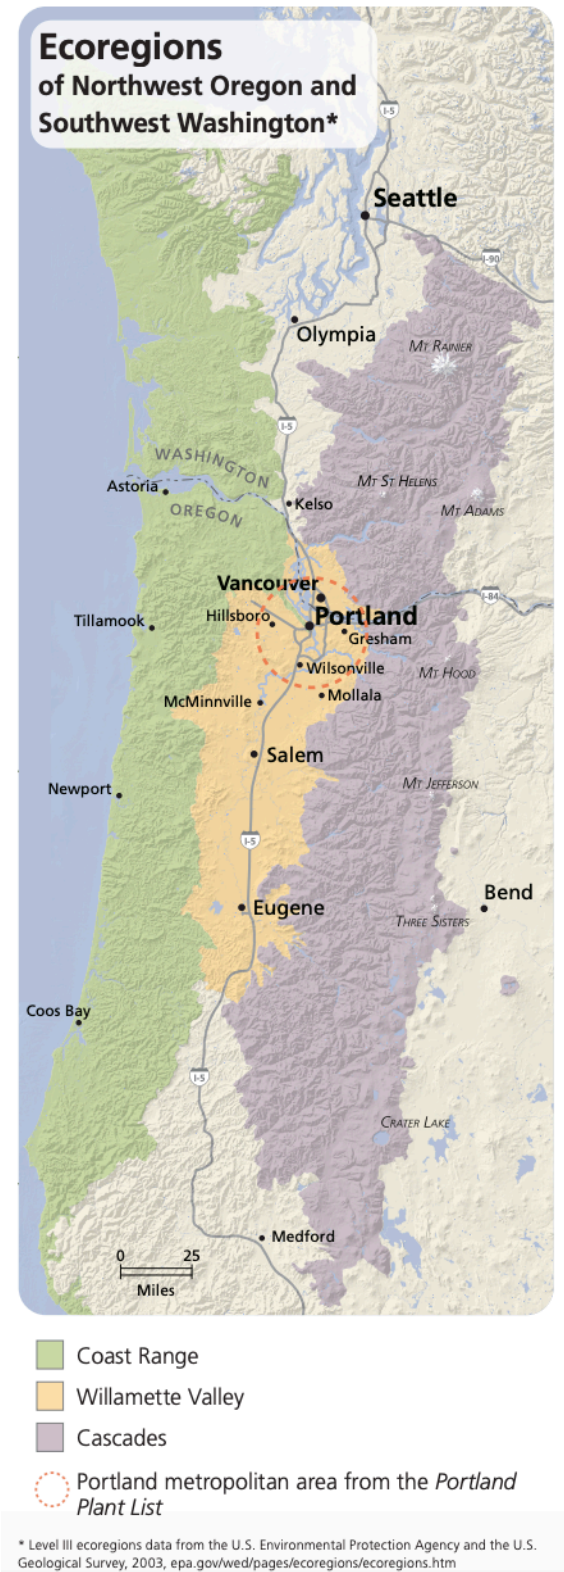 Ecoregions
of Northwest Oregon and
Southwest Washington*
I-5
Seattle
I-90
Olympia
MT RAINIER
I-5
WASHINGTON
MT ST HELENS
Astoria
OREGON
Kelso
MT ADAMS
Vancouver
I-84
Hillsboro
Portland
Tillamook
Gresham
Wilsonville
MT HOOD
McMinnville
Mollala
Salem
MT JEFFERSON
Newport
I-5
Bend
Eugene
THREE SISTERS
Coos Bay
I-5
CRATER LAKE
Medford
0 25
Miles
Coast Range
Willamette Valley
Cascades
Portland metropolitan area from the Portland
Plant List
* Level III ecoregions data from the U.S. Environmental Protection Agency and the U.S.
Geological Survey, 2003, epa.gov/wed/pages/ecoregions/ecoregions.htm